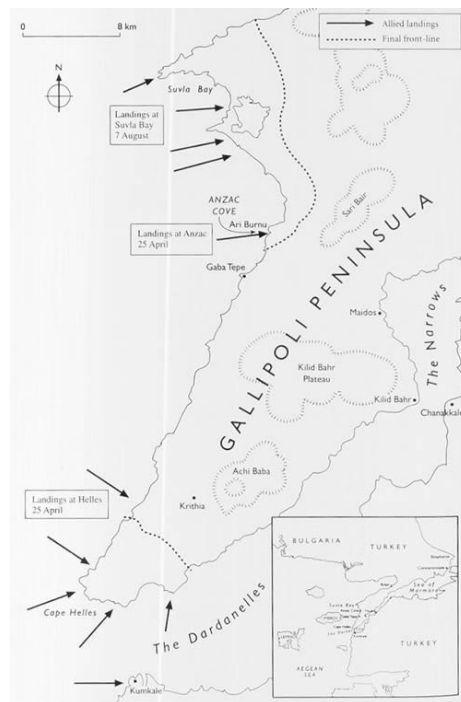 0
8 km
Allied landings
Final front-line
N
Suvla Bay
Landings at
Suvla Bay
7 August
ANZAC
COVE
Ari Burnu
Sari Bair
Landings at Anzac
25 April
Gaba Tepe
GALLIPOLI PENINSULA
Maidos
The Narrows
Kilid Bahr
Plateau
Kilid Bahr
Chanakkale
Achi Baba
Landings at Helles
25 April
Krithia
Cape Helles
The Dardanelles
Kumkale
BULGARIA
TURKEY
Sea of
Marmara
Suvla Bay
TURKEY
AEGEAN
SEA